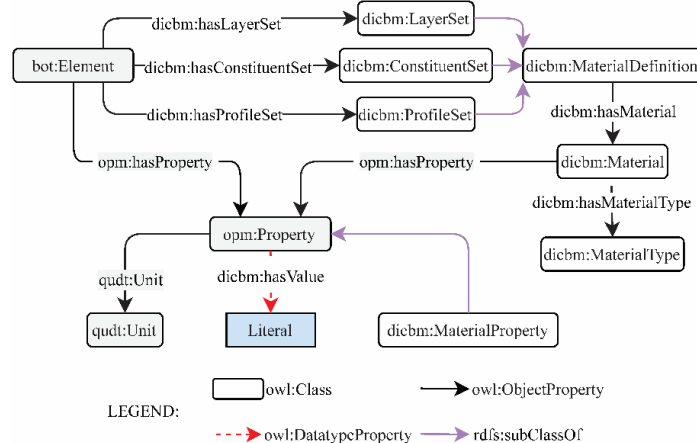 dicbm:hasLayerSet
dicbm:LayerSet
bot:Element
dicbm:hasConstituentSet
dicbm:ConstituentSet
dicbm:MaterialDefinition
dicbm:hasProfileSet
dicbm:ProfileSet
dicbm:hasMaterial
opm:hasProperty
opm:hasProperty
dicbm:Material
dicbm:hasMaterialType
opm:Property
dicbm:MaterialType
qudt:Unit
dicbm:hasValue
qudt:Unit
Literal
dicbm:MaterialProperty
owl:Class
owl:ObjectProperty
LEGEND:
owl:DatatypeProperty
rdfs:subClassOf